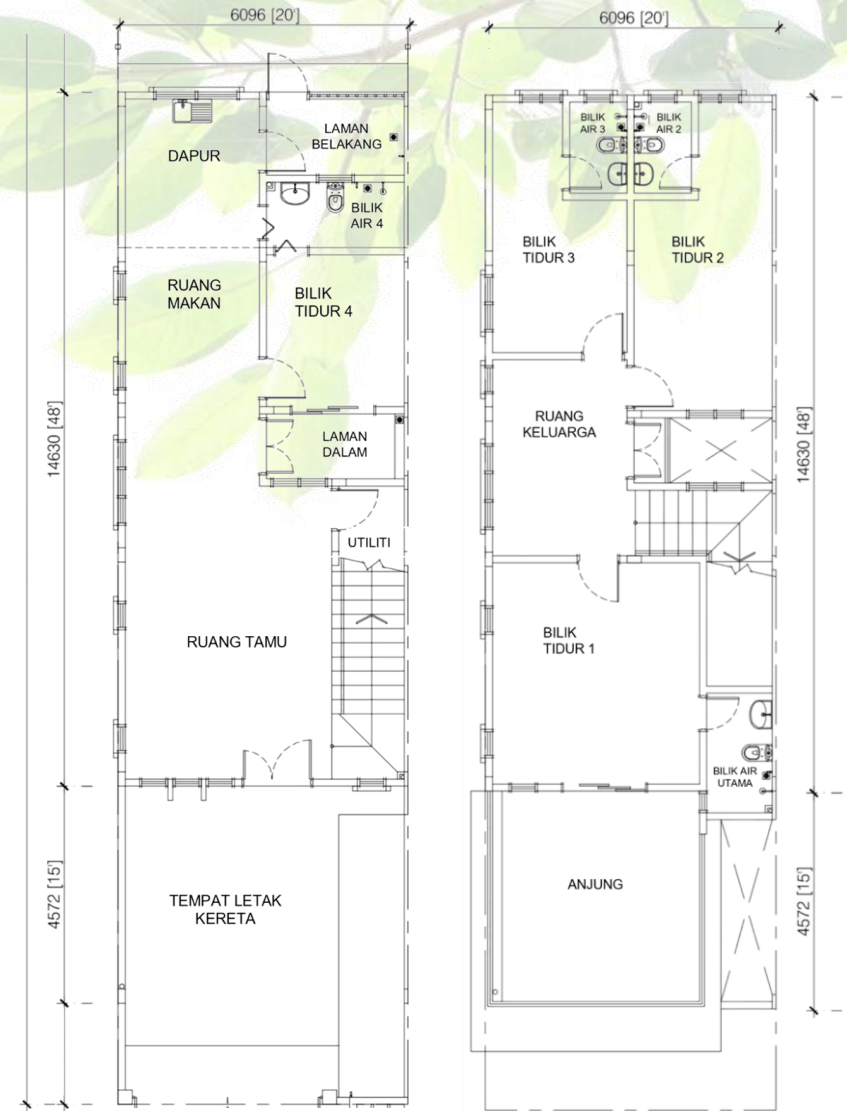 6096 [20']
6096 [20']
DAPUR
LAMAN
BELAKANG
BILIK
AIR 4
RUANG
MAKAN
BILIK
TIDUR 4
LAMAN
DALAM
UTILITI
RUANG TAMU
TEMPAT LETAK
KERETA
14630 [48']
4572 [15']
BILIK
AIR 3
BILIK
AIR 2
BILIK
TIDUR 3
BILIK
TIDUR 2
RUANG
KELUARGA
BILIK
TIDUR 1
BILIK AIR
UTAMA
ANJUNG
14630 [48']
4572 [15']